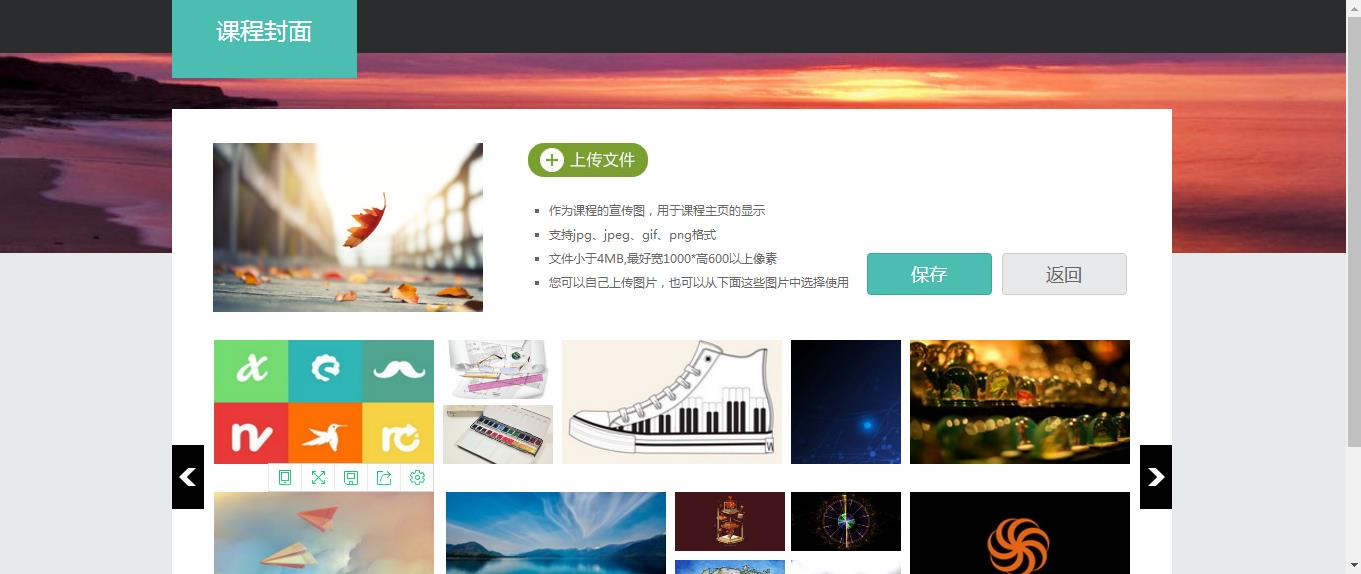 课程封面
上传文件
作为课程的宣传图，用于课程主页的显示
支持jpg、jpeg、gif、png格式
文件小于4MB,最好宽1000*高600以上像素
您可以自己上传图片，也可以从下面这些图片中选择使用
保存
返回